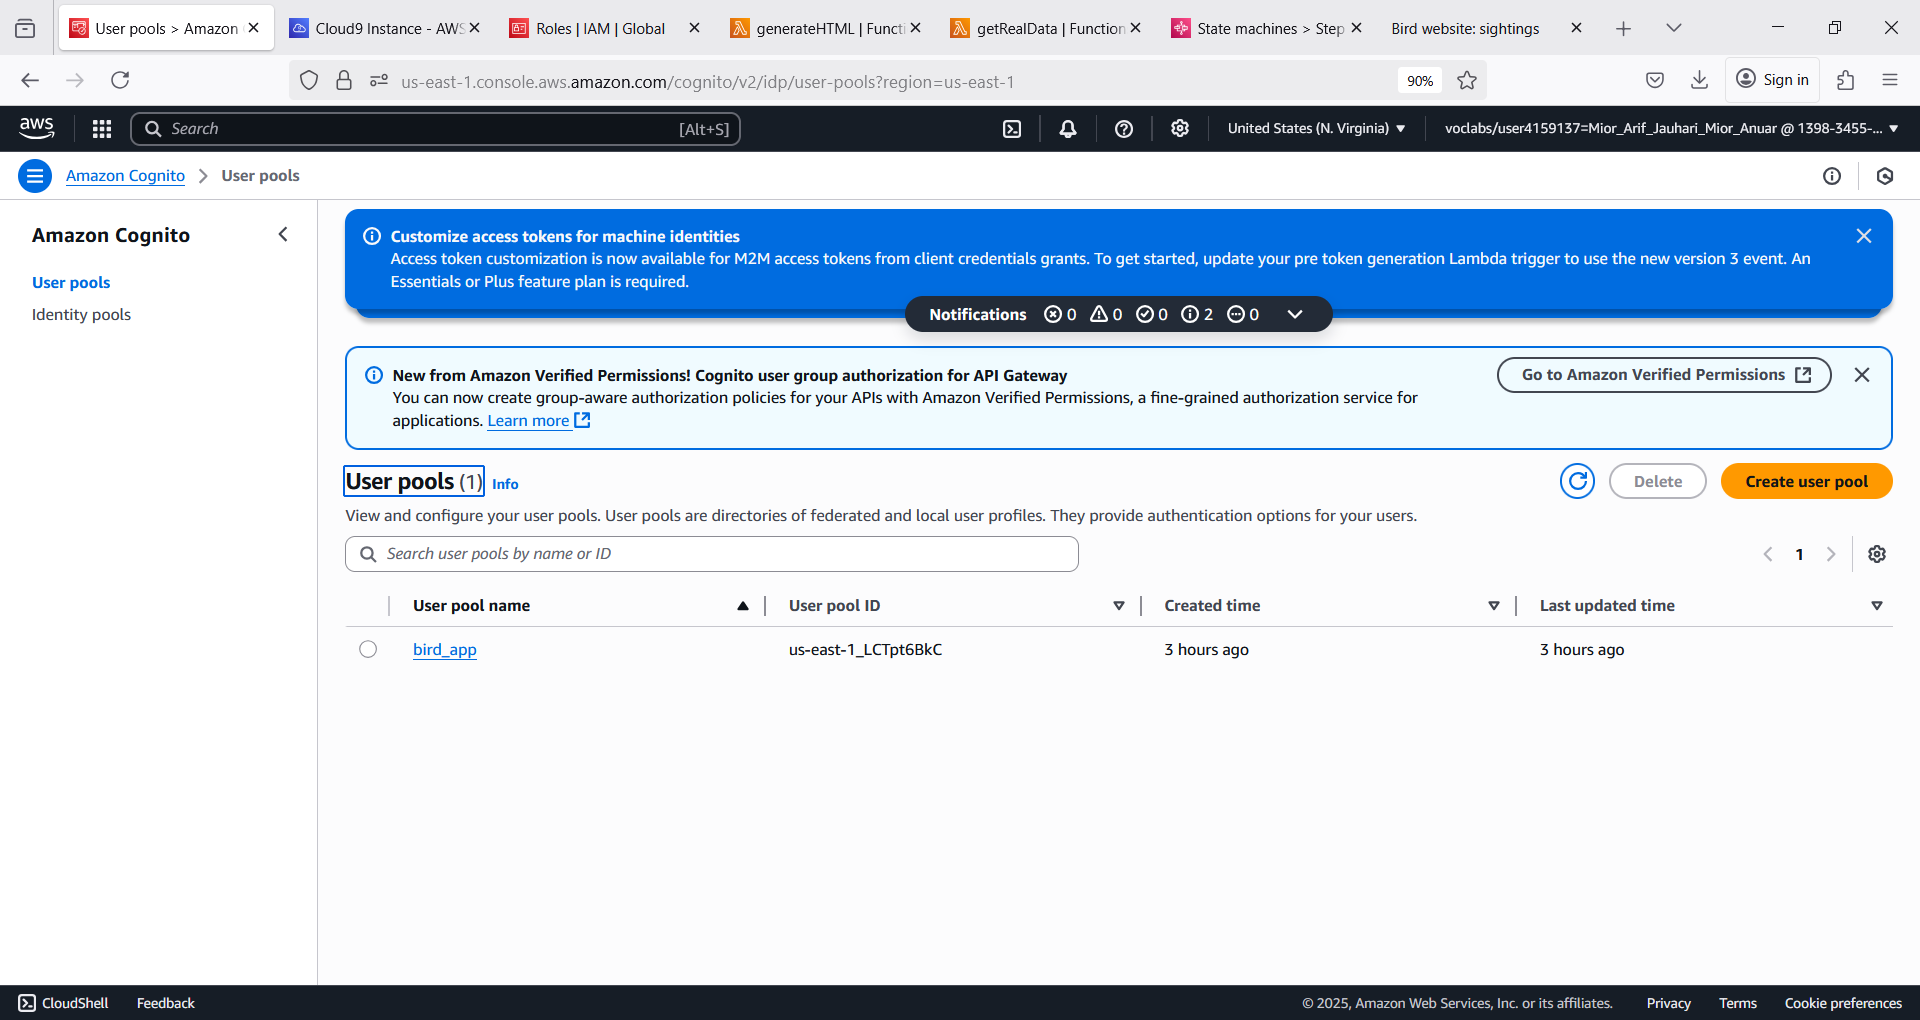 User pools > Amazon
Cloud9 Instance - AWS
Roles | IAM | Global
generateHTML | Functi
getRealData | Function
State machines > Step
Bird website: sightings
us-east-1.console.aws.amazon.com/cognito/v2/idp/user-pools?region=us-east-1
90%
Sign in
aws
Search
[Alt+S]
United States (N. Virginia)
voclabs/user4159137=Mior_Arif_Jauhari_Mior_Anuar @ 1398-3455-...
Amazon Cognito
User pools
Amazon Cognito
User pools
Identity pools
Customize access tokens for machine identities
Access token customization is now available for M2M access tokens from client credentials grants. To get started, update your pre token generation Lambda trigger to use the new version 3 event. An
Essentials or Plus feature plan is required.
Notifications 0 0 0 2 0
New from Amazon Verified Permissions! Cognito user group authorization for API Gateway
You can now create group-aware authorization policies for your APIs with Amazon Verified Permissions, a fine-grained authorization service for
applications. Learn more
Go to Amazon Verified Permissions
User pools (1) Info
Delete
Create user pool
View and configure your user pools. User pools are directories of federated and local user profiles. They provide authentication options for your users.
Search user pools by name or ID
1
User pool name User pool ID Created time Last updated time
bird_app us-east-1_LCTpt6BkC 3 hours ago 3 hours ago
CloudShell Feedback © 2025, Amazon Web Services, Inc. or its affiliates. Privacy Terms Cookie preferences